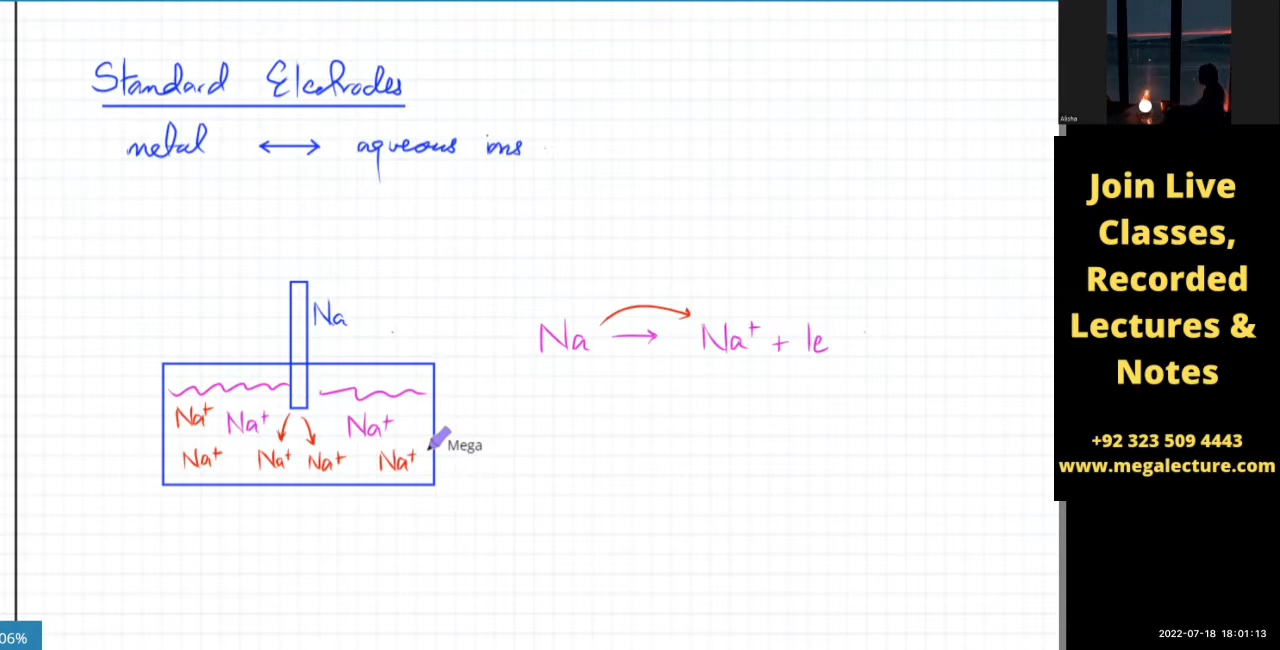 Standard Electrodes
metal ⟷ aqueous ions
Na
Na → Na⁺ + 1e
Na⁺ Na⁺ Na⁺
Na⁺ Na⁺ Na⁺ Na⁺
Mega
06%
Alisha
Join Live
Classes,
Recorded
Lectures &
Notes
+92 323 509 4443
www.megalecture.com
2022-07-18 18:01:13